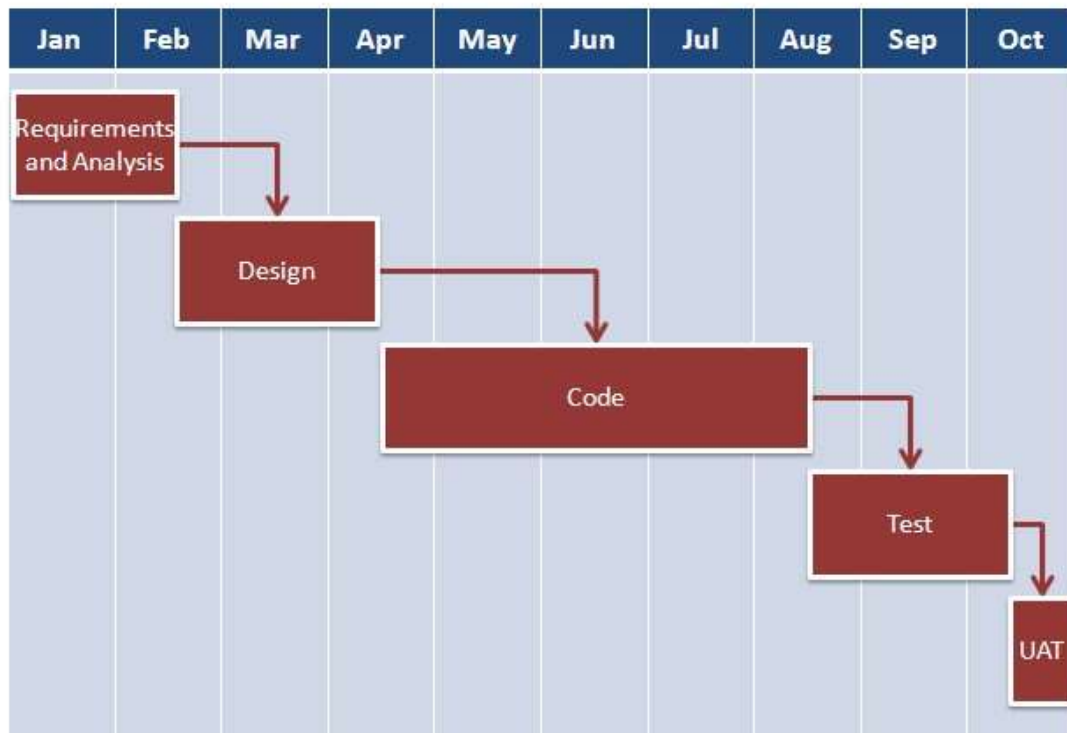 Jan Feb Mar Apr May Jun Jul Aug Sep Oct
Requirements
and Analysis
Design
Code
Test
UAT